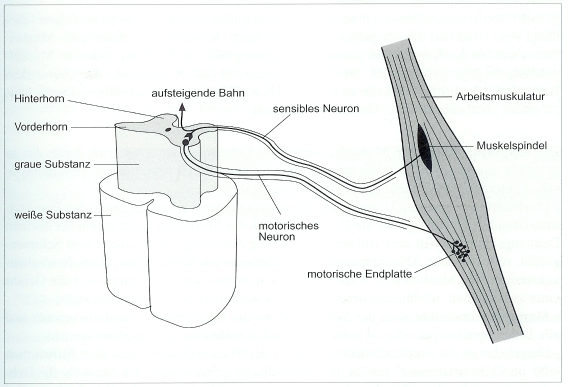 aufsteigende Bahn
Hinterhorn
sensibles Neuron
Arbeitsmuskulatur
Vorderhorn
Muskelspindel
graue Substanz
weiße Substanz
motorisches
Neuron
motorische Endplatte